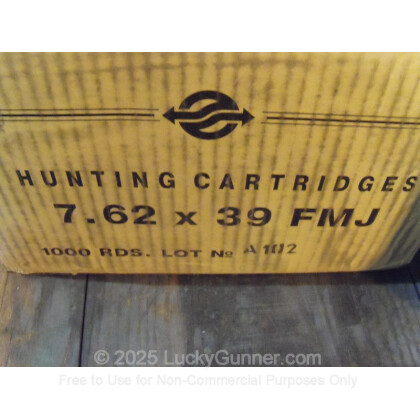 HUNTING CARTRIDGES
7.62 x 39 FMJ
1000 RDS. LOT No A102
© 2025 LuckyGunner.com
Free to Use for Non-Commercial Purposes Only